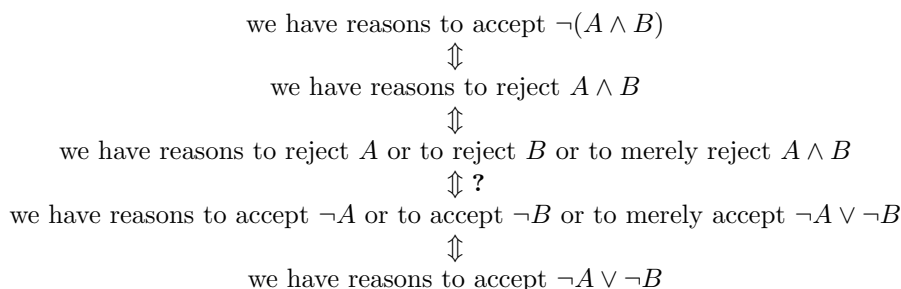 we have reasons to accept ¬(A ∧ B)
⇕
we have reasons to reject A ∧ B
⇕
we have reasons to reject A or to reject B or to merely reject A ∧ B
⇕ ?
we have reasons to accept ¬A or to accept ¬B or to merely accept ¬A ∨ ¬B
⇕
we have reasons to accept ¬A ∨ ¬B